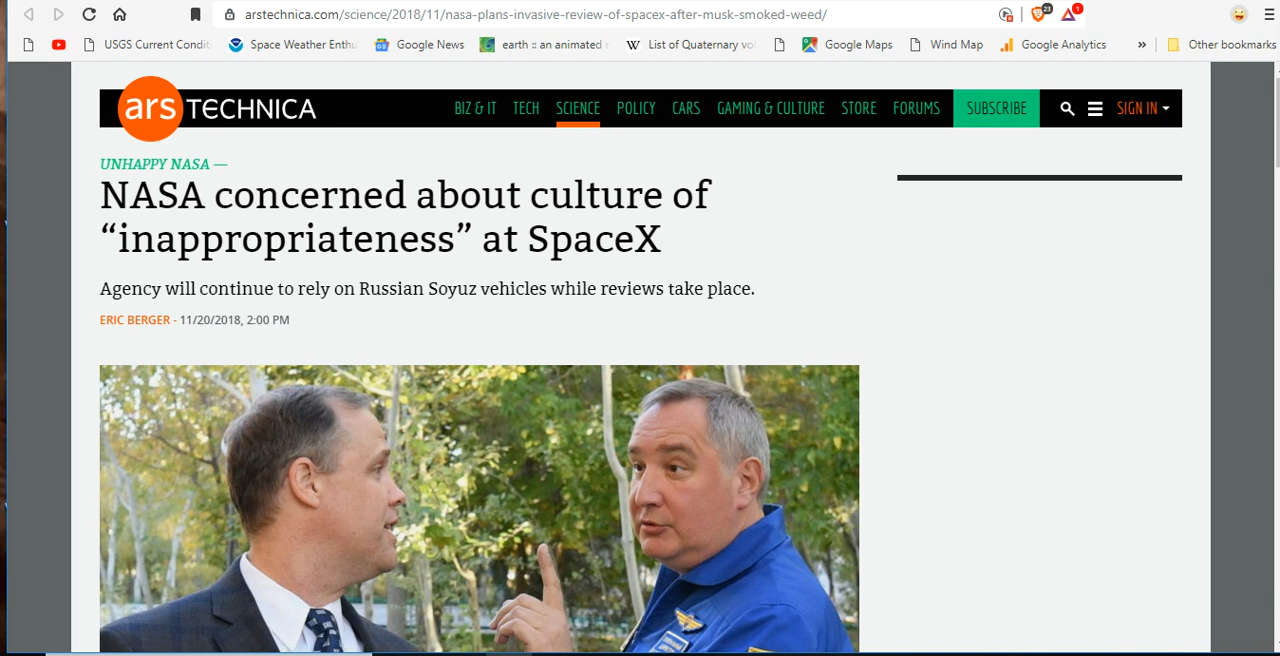 arstechnica.com/science/2018/11/nasa-plans-invasive-review-of-spacex-after-musk-smoked-weed/
23
1
USGS Current Condit
Space Weather Enthu
Google News
earth :: an animated
W
List of Quaternary vo
Google Maps
Wind Map
Google Analytics
»
Other bookmarks
ars TECHNICA
BIZ & IT
TECH
SCIENCE
POLICY
CARS
GAMING & CULTURE
STORE
FORUMS
SUBSCRIBE
SIGN IN
UNHAPPY NASA —
NASA concerned about culture of
“inappropriateness” at SpaceX
Agency will continue to rely on Russian Soyuz vehicles while reviews take place.
ERIC BERGER - 11/20/2018, 2:00 PM